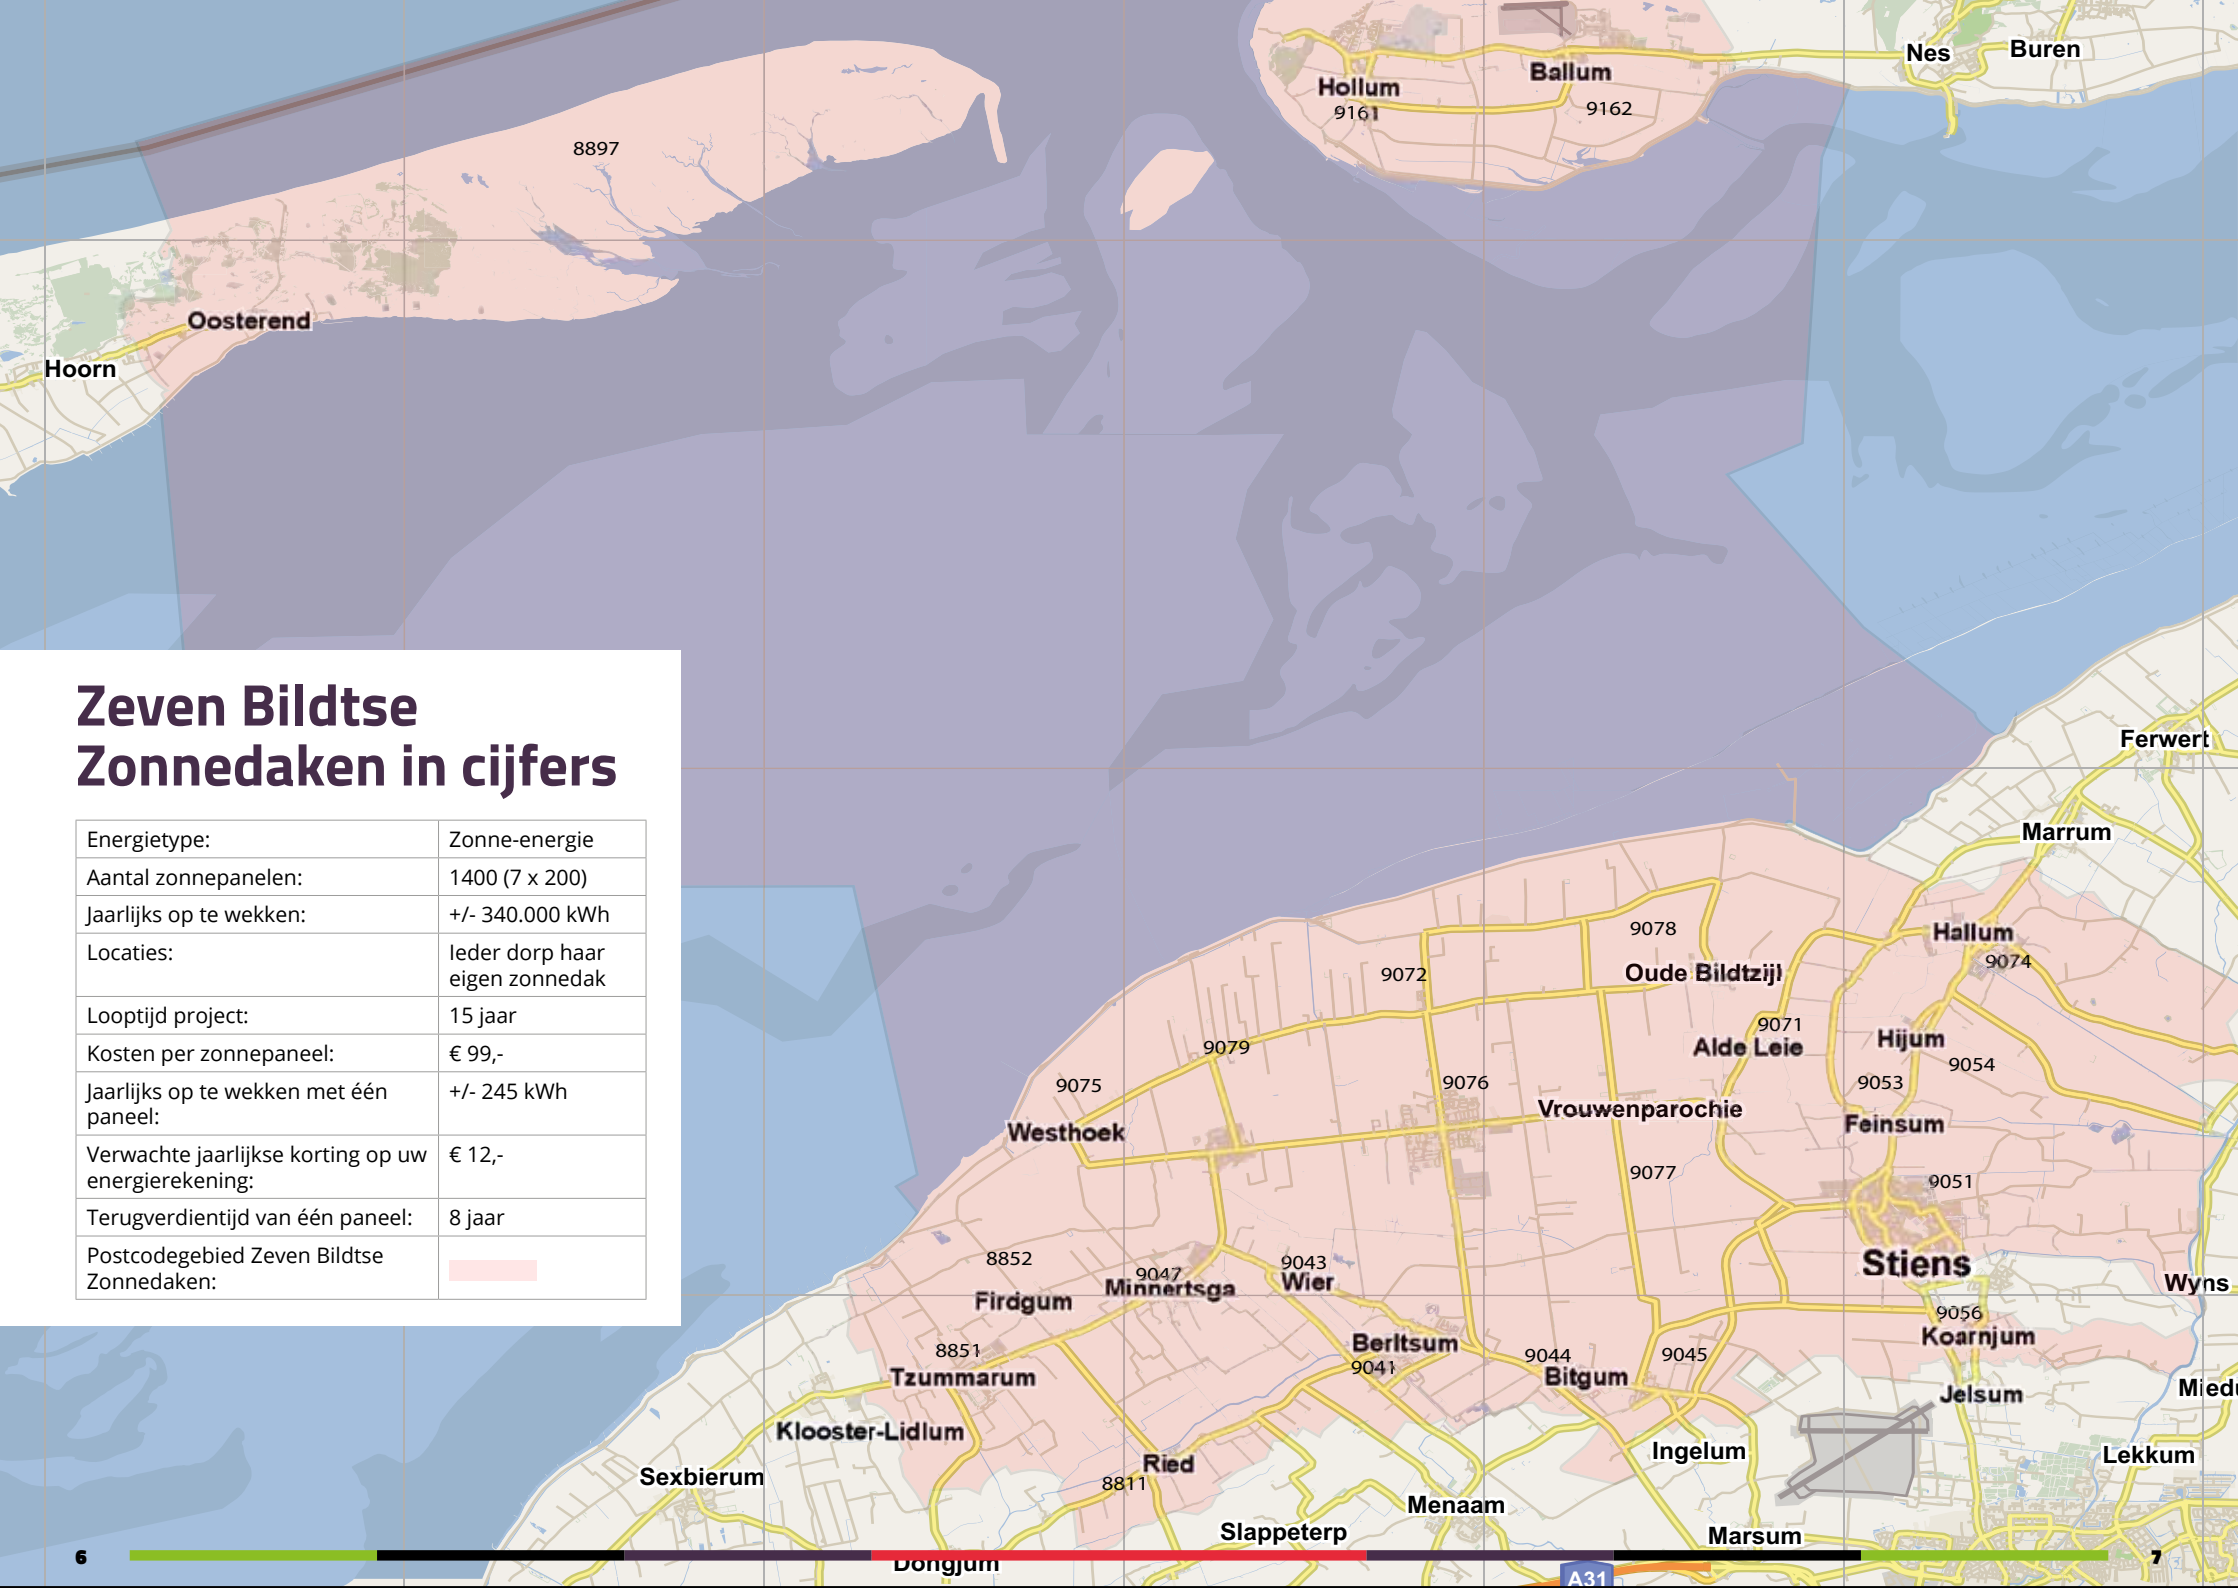 Nes
Buren
Ballum
Hollum
9161
9162
8897
Oosterend
Hoorn
Zeven Bildtse
Zonnedaken in cijfers
Energietype: Zonne-energie
Aantal zonnepanelen: 1400 (7 x 200)
Jaarlijks op te wekken: +/- 340.000 kWh
Locaties: Ieder dorp haar
eigen zonnedak
Looptijd project: 15 jaar
Kosten per zonnepaneel: € 99,-
Jaarlijks op te wekken met één +/- 245 kWh
paneel:
Verwachte jaarlijkse korting op uw € 12,-
energierekening:
Terugverdientijd van één paneel: 8 jaar
Postcodegebied Zeven Bildtse
Zonnedaken:
Ferwert
Marrum
9078
Hallum
9074
9072
Oude Bildtzijl
9071
Alde Leie
Hijum
9054
9079
9075
9076
9053
Westhoek
Vrouwenparochie
Feinsum
9077
9051
8852
9047
Minnertsga
9043
Wier
Stiens
Wyns
Firdgum
9056
Koarnjum
8851
Tzummarum
Berltsum
9041
9044
Bitgum
9045
Jelsum
Miedu
Klooster-Lidlum
Ried
8811
Ingelum
Lekkum
Sexbierum
Menaam
Slappeterp
Marsum
Dongjum
A31
6
7